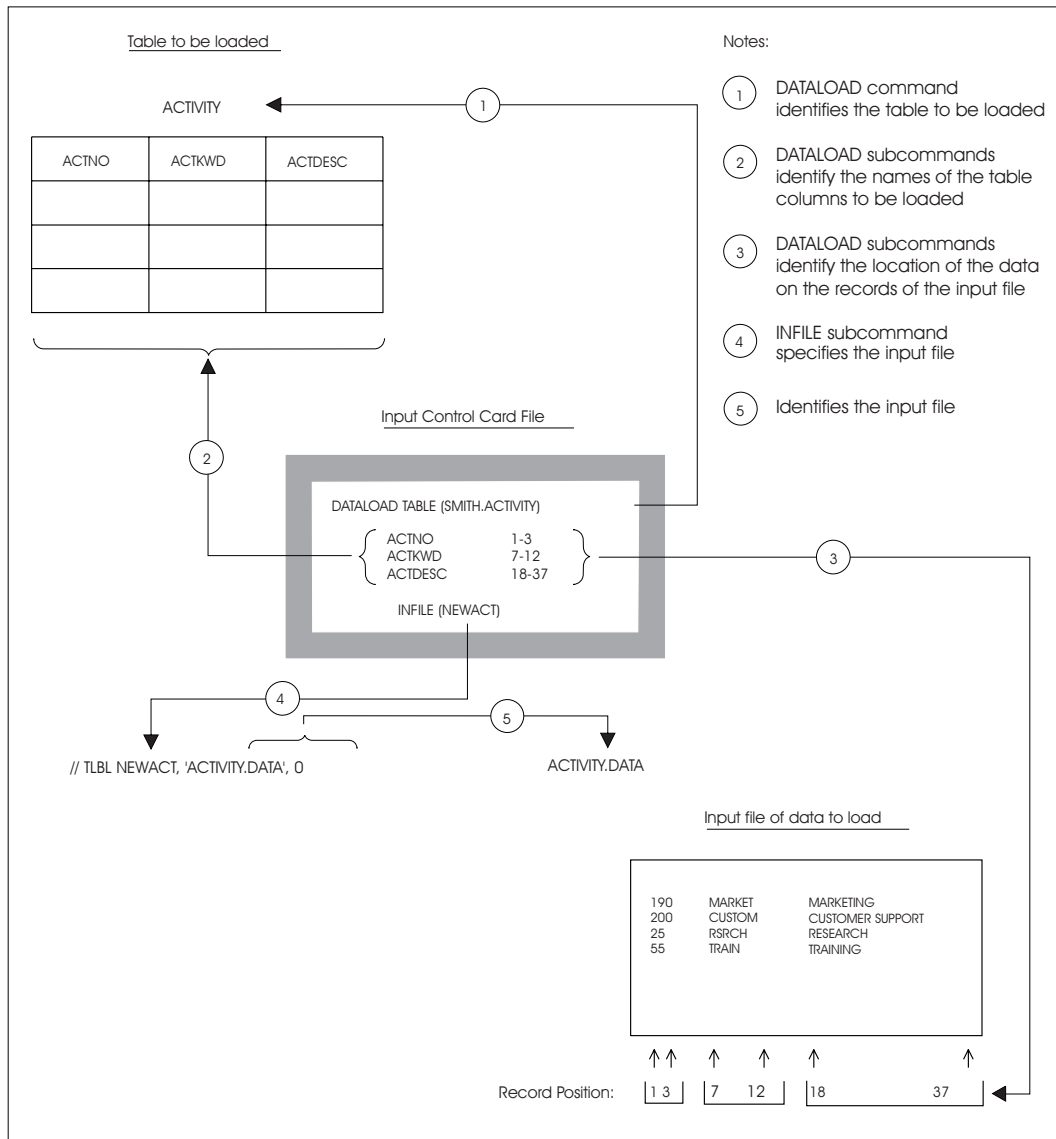 Table to be loaded
ACTIVITY
1
ACTNO ACTKWD ACTDESC
Notes:
1 DATALOAD command
identifies the table to be loaded
2 DATALOAD subcommands
identify the names of the table
columns to be loaded
3 DATALOAD subcommands
identify the location of the data
on the records of the input file
4 INFILE subcommand
specifies the input file
5 Identifies the input file
Input Control Card File
2
DATALOAD TABLE (SMITH.ACTIVITY)
ACTNO 1-3
ACTKWD 7-12
ACTDESC 18-37
3
INFILE (NEWACT)
4
5
// TLBL NEWACT, 'ACTIVITY.DATA', 0
ACTIVITY.DATA
Input file of data to load
190 MARKET MARKETING
200 CUSTOM CUSTOMER SUPPORT
25 RSRCH RESEARCH
55 TRAIN TRAINING
Record Position: 1 3 7 12 18 37